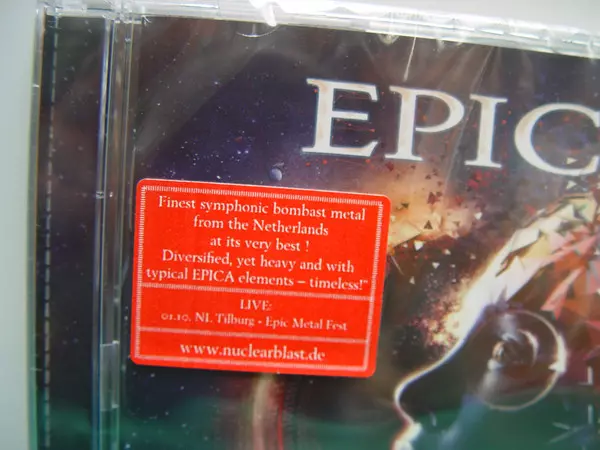 EPIC
Finest symphonic bombast metal
from the Netherlands
at its very best !
Diversified, yet heavy and with
typical EPICA elements – timeless!"
LIVE:
01.10. NL Tilburg - Epic Metal Fest
www.nuclearblast.de